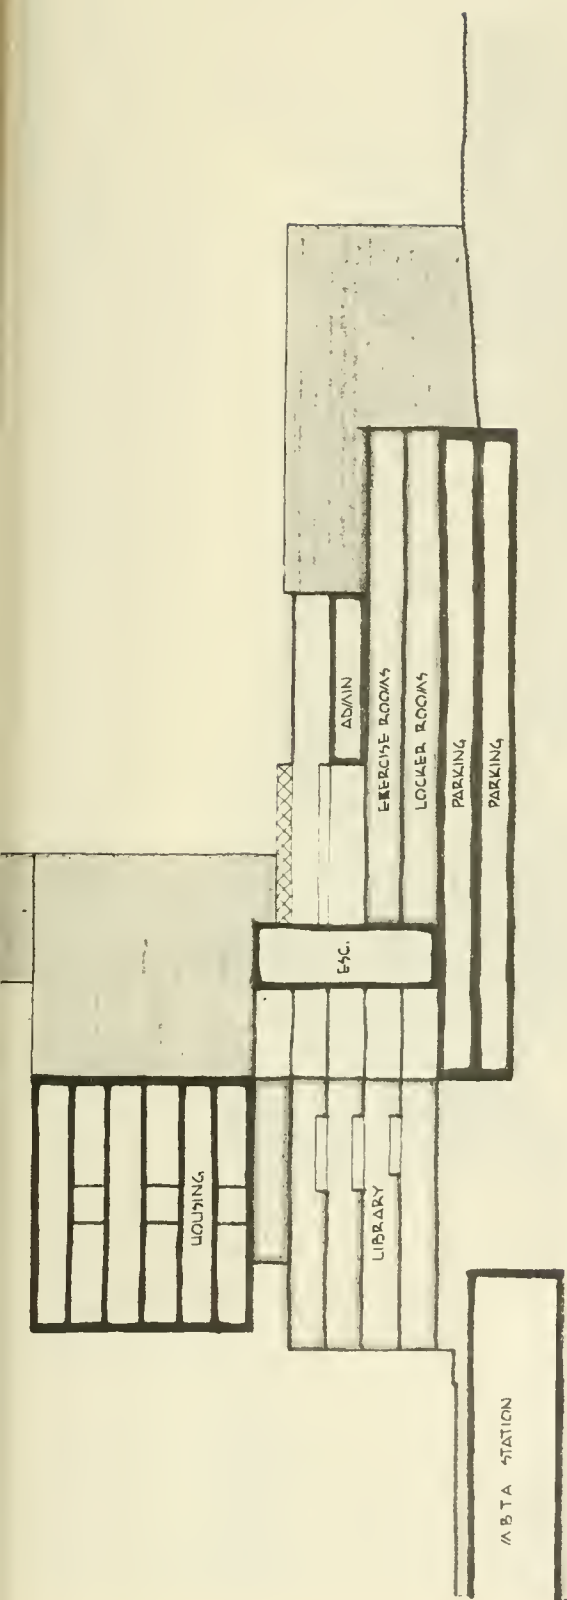 HOUSING
LIBRARY
ESC.
ADMIN
EXERCISE ROOMS
LOCKER ROOMS
PARKING
PARKING
MBTA STATION